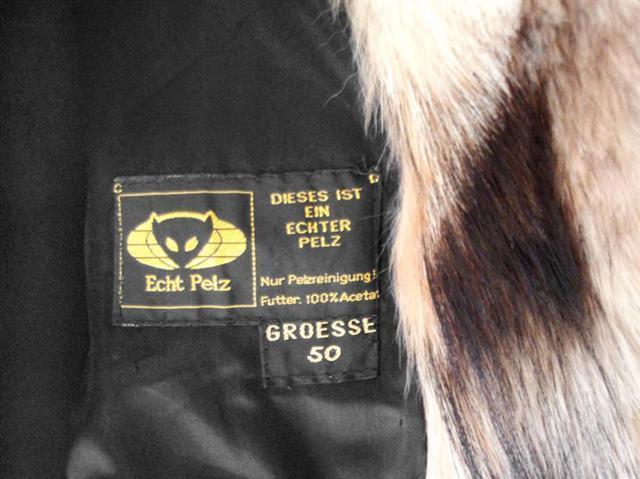 Echt Pelz
DIESES IST
EIN
ECHTER
PELZ
Nur Pelzreinigung!
Futter: 100% Acetat
GROESSE
50